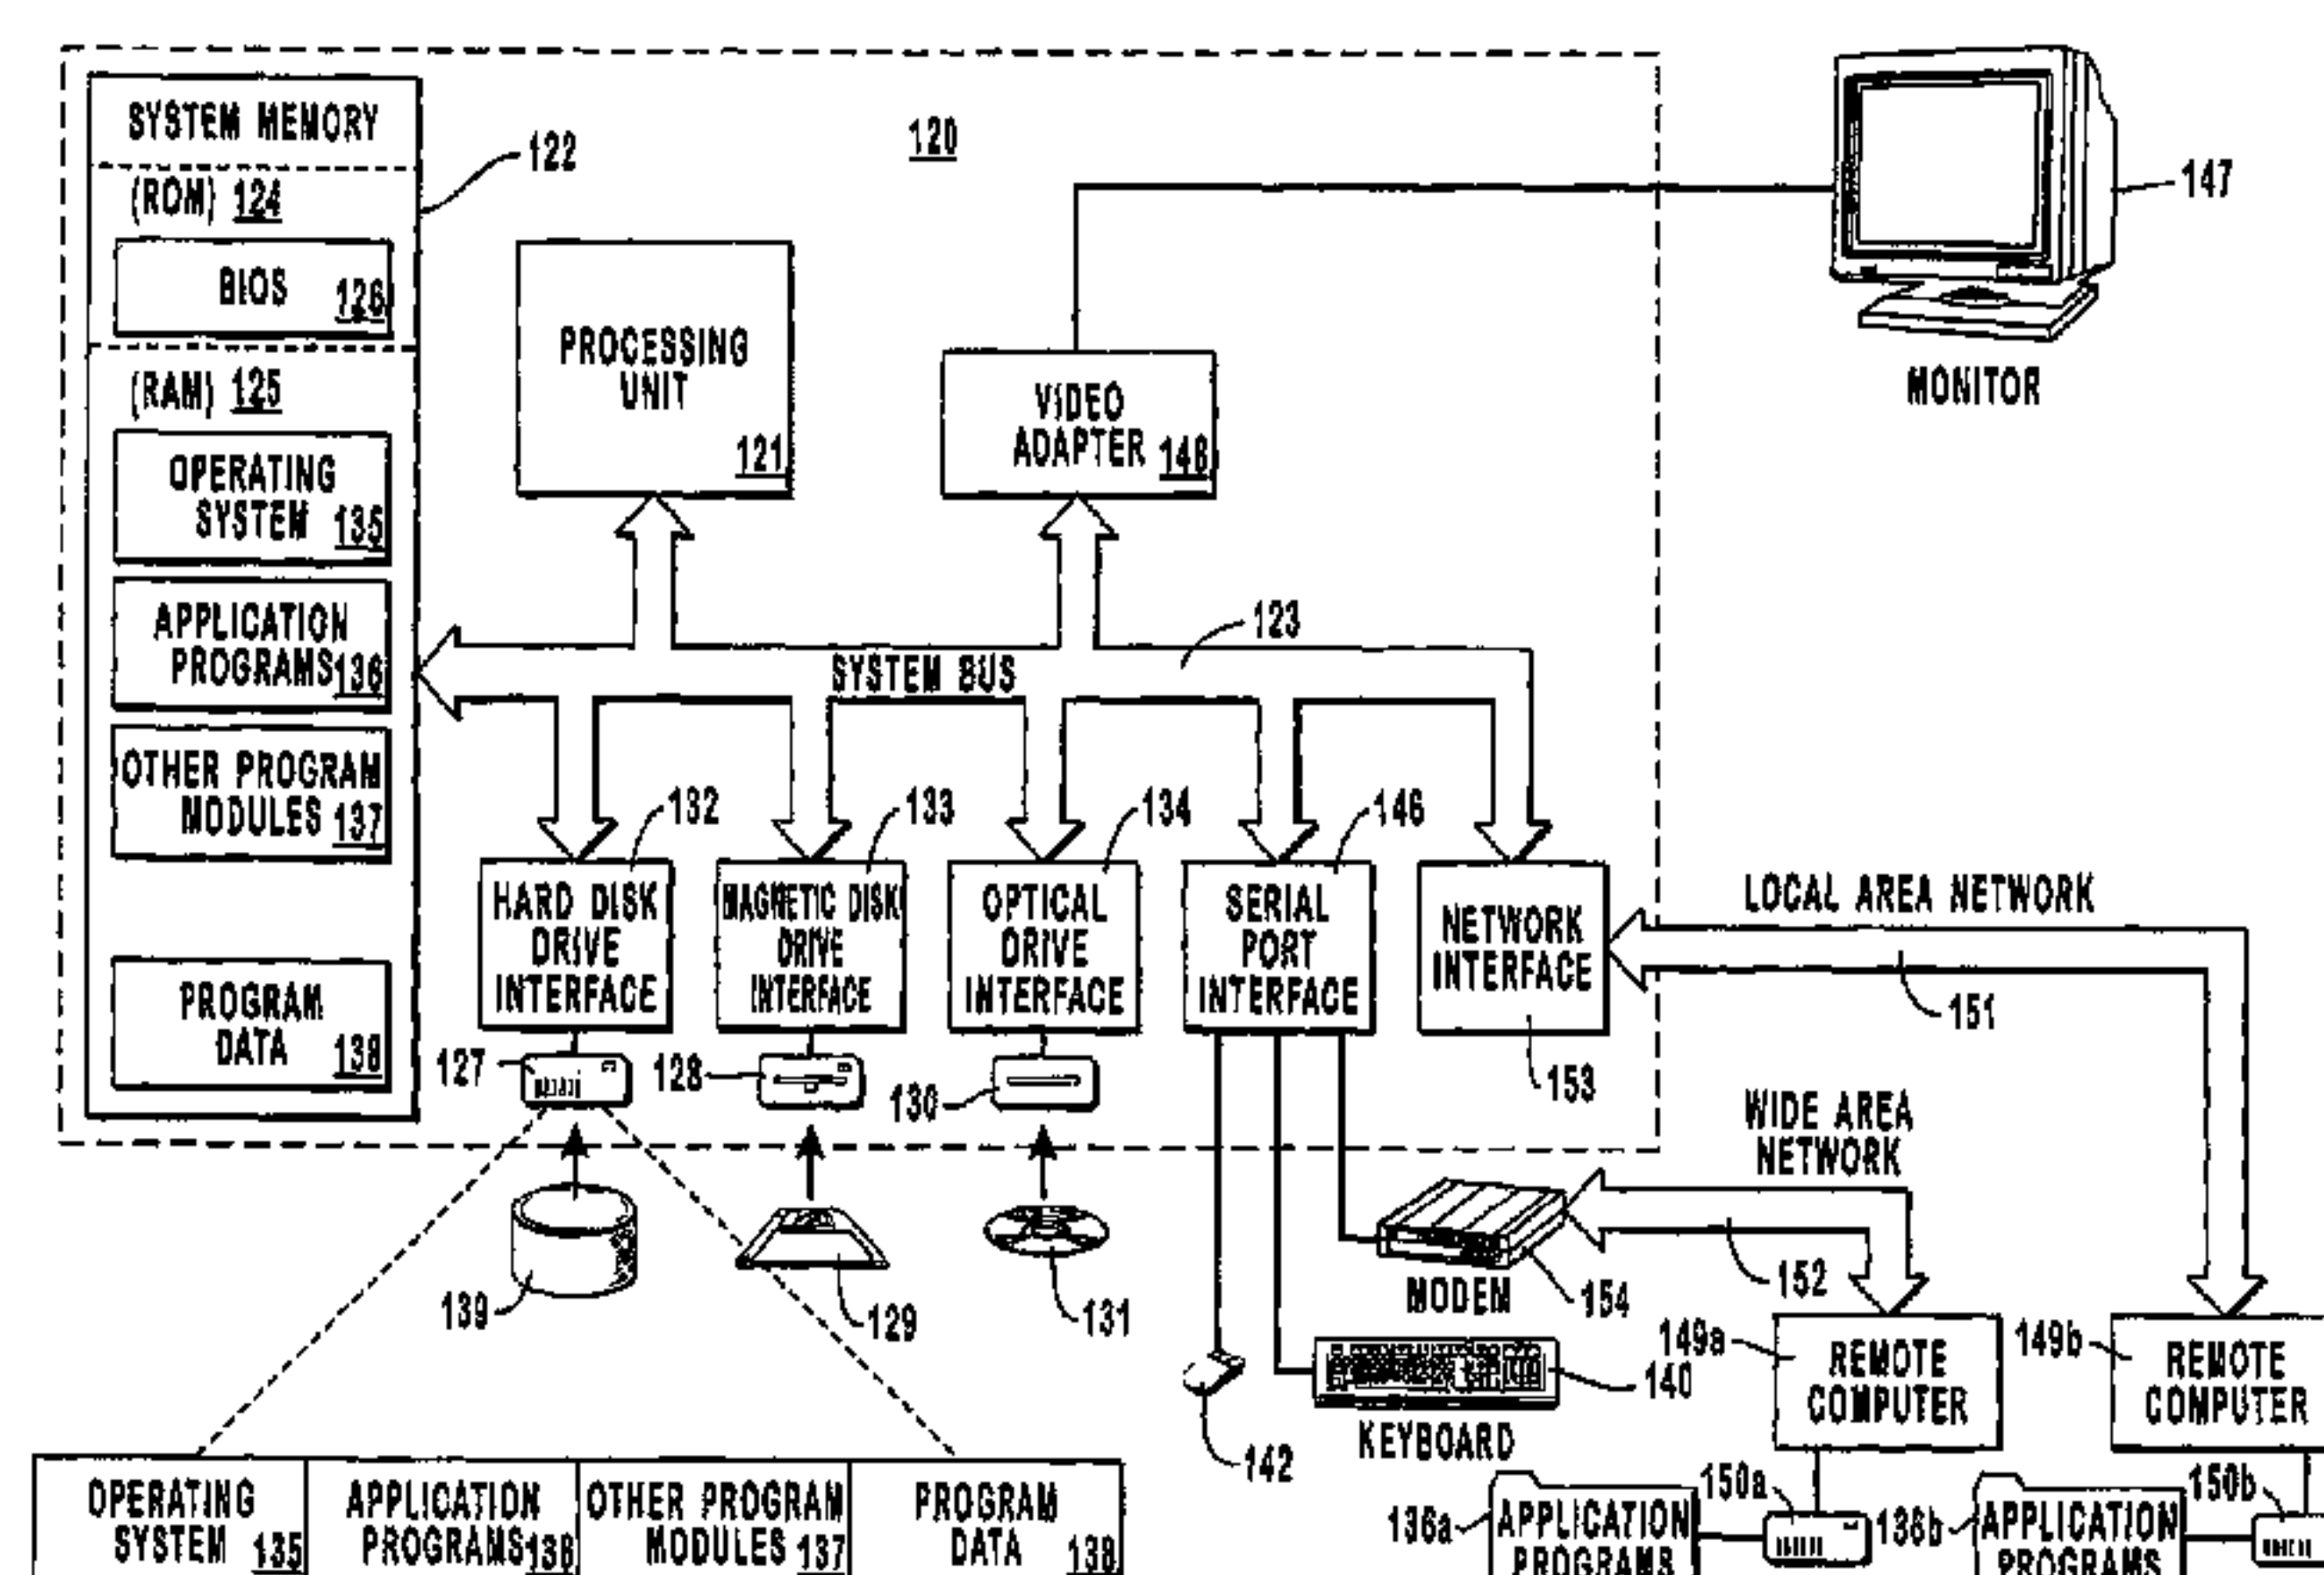 SYSTEM MEMORY
122
120
147
(ROM) 124
BIOS
126
PROCESSING
UNIT
121
VIDEO
ADAPTER 148
MONITOR
(RAM) 125
OPERATING
SYSTEM 135
APPLICATION
PROGRAMS 136
OTHER PROGRAM
MODULES 137
PROGRAM
DATA 138
123
SYSTEM BUS
132
133
134
146
HARD DISK
DRIVE
INTERFACE
MAGNETIC DISK
DRIVE
INTERFACE
OPTICAL
DRIVE
INTERFACE
SERIAL
PORT
INTERFACE
NETWORK
INTERFACE
LOCAL AREA NETWORK
151
127
128
130
153
WIDE AREA
NETWORK
139
129
131
MODEM
154
152
149a
REMOTE
COMPUTER
149b
REMOTE
COMPUTER
142
140
KEYBOARD
OPERATING
SYSTEM 135
APPLICATION
PROGRAMS 136
OTHER PROGRAM
MODULES 137
PROGRAM
DATA 138
136a
APPLICATION
PROGRAMS
150a
136b
APPLICATION
PROGRAMS
150b